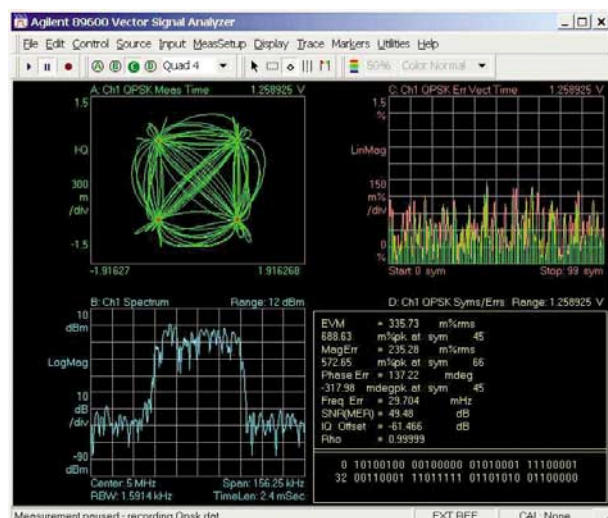 Agilent 89600 Vector Signal Analyzer
File Edit Control Source Input MeasSetup Display Trace Markers Utilities Help
A B C D Quad 4 50% Color Normal
A: Ch1 QPSK Meas Time 1.258925 V
1.5
I-Q
300
m
/div
-1.5
-1.91627 1.916268
C: Ch1 QPSK Err Vect Time 1.258925 V
1.5
%
LinMag
150
m%
/div
0
%
Start: 0 sym Stop: 99 sym
B: Ch1 Spectrum Range: 12 dBm
10
dBm
LogMag
10
dB
/div
-90
dBm
Center: 5 MHz Span: 156.25 kHz
RBW: 1.5914 kHz TimeLen: 2.4 mSec
D: Ch1 QPSK Syms/Errs Range: 1.258925 V
EVM = 335.73 m%rms
688.63 m%pk at sym 45
MagErr = 235.28 m%rms
572.65 m%pk at sym 66
Phase Err = 137.22 mdeg
-317.98 mdegpk at sym 45
Freq Err = 29.704 mHz
SNR(MER) = 49.48 dB
IQ Offset = -61.466 dB
Rho = 0.99999
0 10100100 00100000 01010001 11100001
32 00110001 11011111 01101010 01100000
Measurement paused - recording Qpsk.dat EXT REF CAL: None